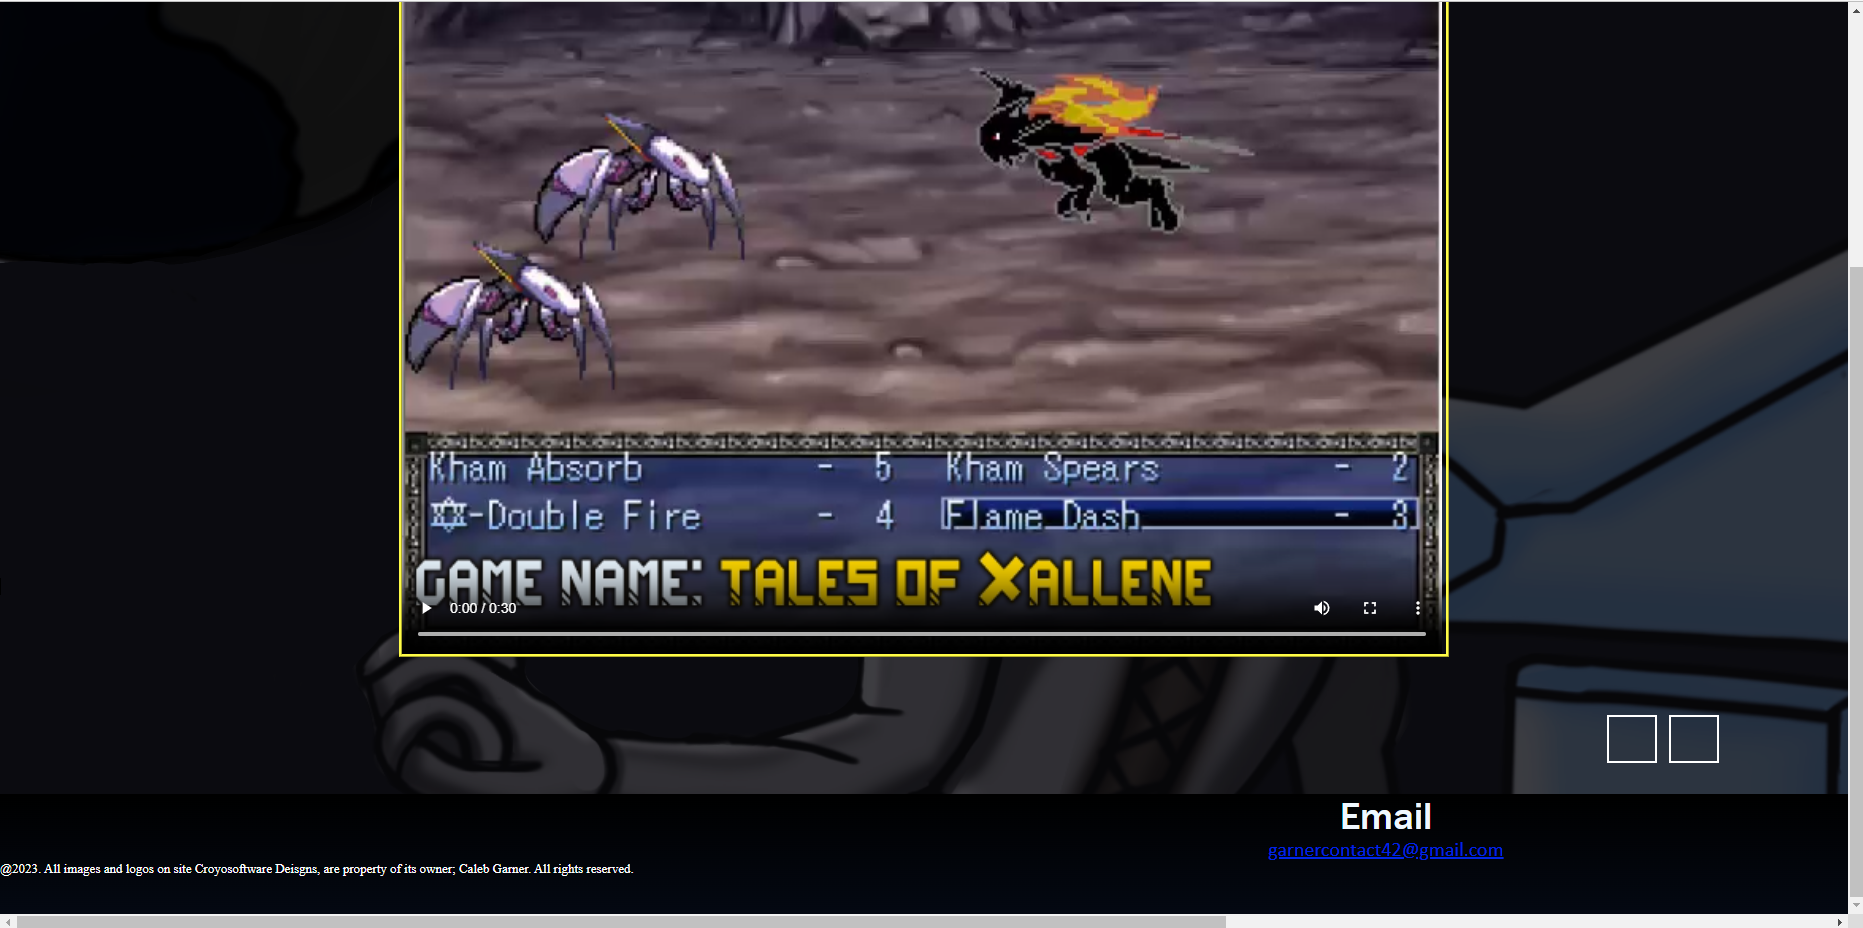 Kham Absorb - 5 Kham Spears - 2
✡-Double Fire - 4 Flame Dash - 3
GAME NAME: TALES OF XALLENE
0:00 / 0:30
Email
garnercontact42@gmail.com
@2023. All images and logos on site Croyosoftware Deisgns, are property of its owner; Caleb Garner. All rights reserved.